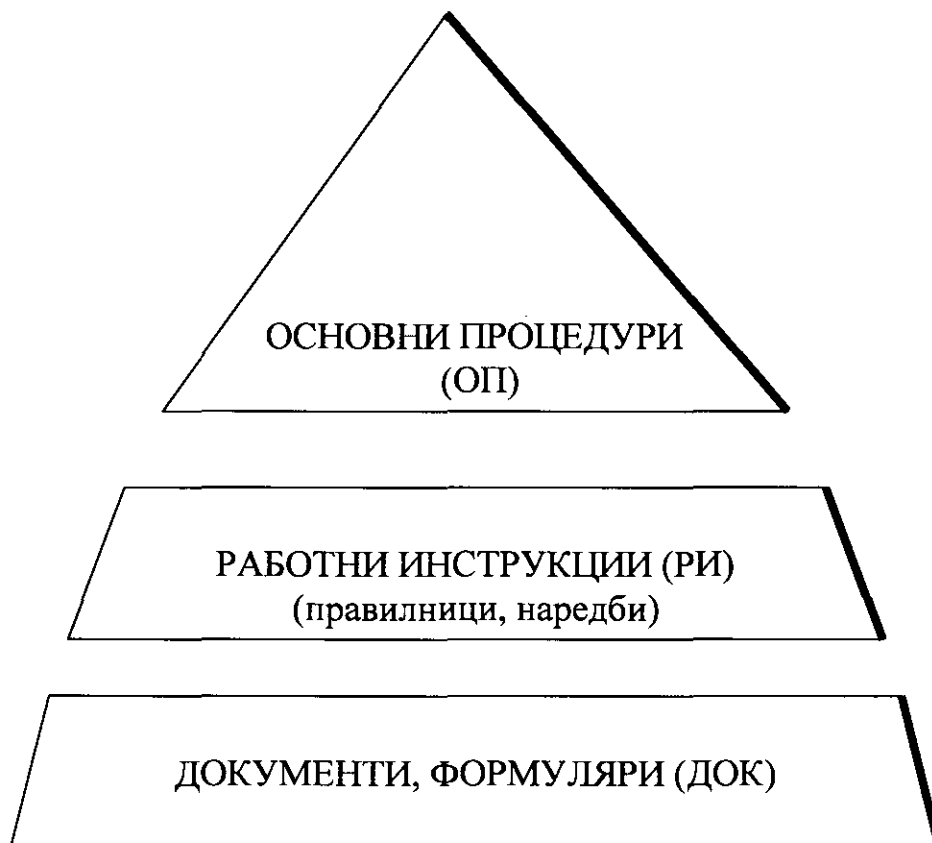 ОСНОВНИ ПРОЦЕДУРИ
(ОП)
РАБОТНИ ИНСТРУКЦИИ (РИ)
(правилници, наредби)
ДОКУМЕНТИ, ФОРМУЛЯРИ (ДОК)